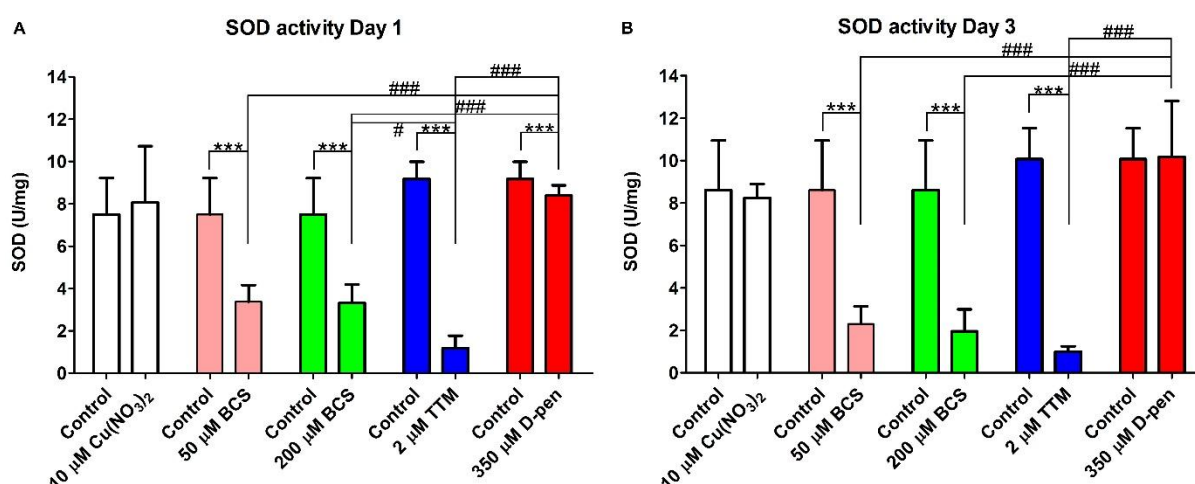 A
SOD activity Day 1
###
###
###
#
***
***
***
***
14
12
10
8
6
4
2
0
SOD (U/mg)
Control
10 µM Cu(NO3)2
Control
50 µM BCS
Control
200 µM BCS
Control
2 µM TTM
Control
350 µM D-pen
B
SOD activity Day 3
###
###
###
***
***
***
14
12
10
8
6
4
2
0
SOD (U/mg)
Control
10 µM Cu(NO3)2
Control
50 µM BCS
Control
200 µM BCS
Control
2 µM TTM
Control
350 µM D-pen